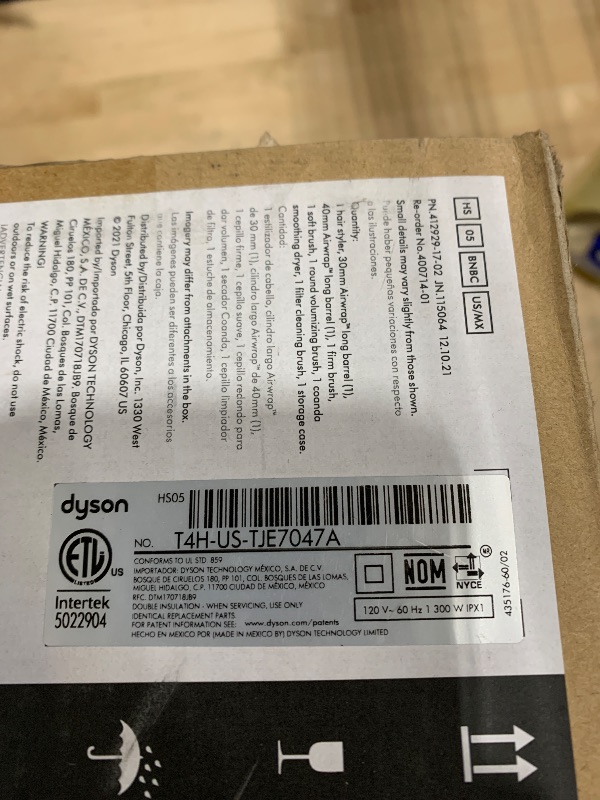 HS 05 BNBC US/MX
PN.412929-17-02 JN.115064 12.10.21
Re-order No.400714-01
Small details may vary slightly from those shown.
Puede haber pequeñas variaciones con respecto
a las ilustraciones.
Quantity:
1 hair styler, 30mm Airwrap™ long barrel (1),
40mm Airwrap™ long barrel (1), 1 firm brush,
1 soft brush, 1 round volumizing brush, 1 coanda
smoothing dryer, 1 filter cleaning brush, 1 storage case.
Cantidad:
1 estilizador de cabello, cilindro largo Airwrap™
de 30 mm (1), cilindro largo Airwrap™ de 40mm (1),
1 cepillo firme, 1 cepillo suave, 1 cepillo redondo para
dar volumen, 1 secador Coanda, 1 cepillo limpiador
de filtro, 1 estuche de almacenamiento.
Imagery may differ from attachments in the box.
Las imágenes pueden ser diferentes a los accesorios
que contiene la caja.
Distributed by/Distribuida por Dyson, Inc. 1330 West
Fulton Street, 5th Floor, Chicago, IL 60607 US
© 2021 Dyson
Imported by/Importado por DYSON TECHNOLOGY
MÉXICO, S.A. DE C.V., DTM170718JB9, Bosque de
Ciruelos 180, PP 101, Col. Bosques de las Lomas,
Miguel Hidalgo, C.P. 11700 Ciudad de México, México.
WARNING!
To reduce the risk of electric shock, do not use
outdoors or on wet surfaces.
dyson
HS05
NO. T4H-US-TJE7047A
ETL
LISTED
US
Intertek
5022904
CONFORMS TO UL STD. 859
IMPORTADOR: DYSON TECHNOLOGY MÉXICO, S.A. DE C.V
BOSQUE DE CIRUELOS 180, PP 101, COL. BOSQUES DE LAS LOMAS,
MIGUEL HIDALGO, C.P. 11700 CIUDAD DE MÉXICO, MÉXICO
RFC. DTM170718JB9
DOUBLE INSULATION - WHEN SERVICING, USE ONLY
IDENTICAL REPLACEMENT PARTS.
FOR PATENT INFORMATION SEE: www.dyson.com/patents
HECHO EN MEXICO POR (MADE IN MEXICO BY) DYSON TECHNOLOGY LIMITED
NOM
NYCE
120 V~ 60 Hz 1 300 W IPX1
435176-60/02